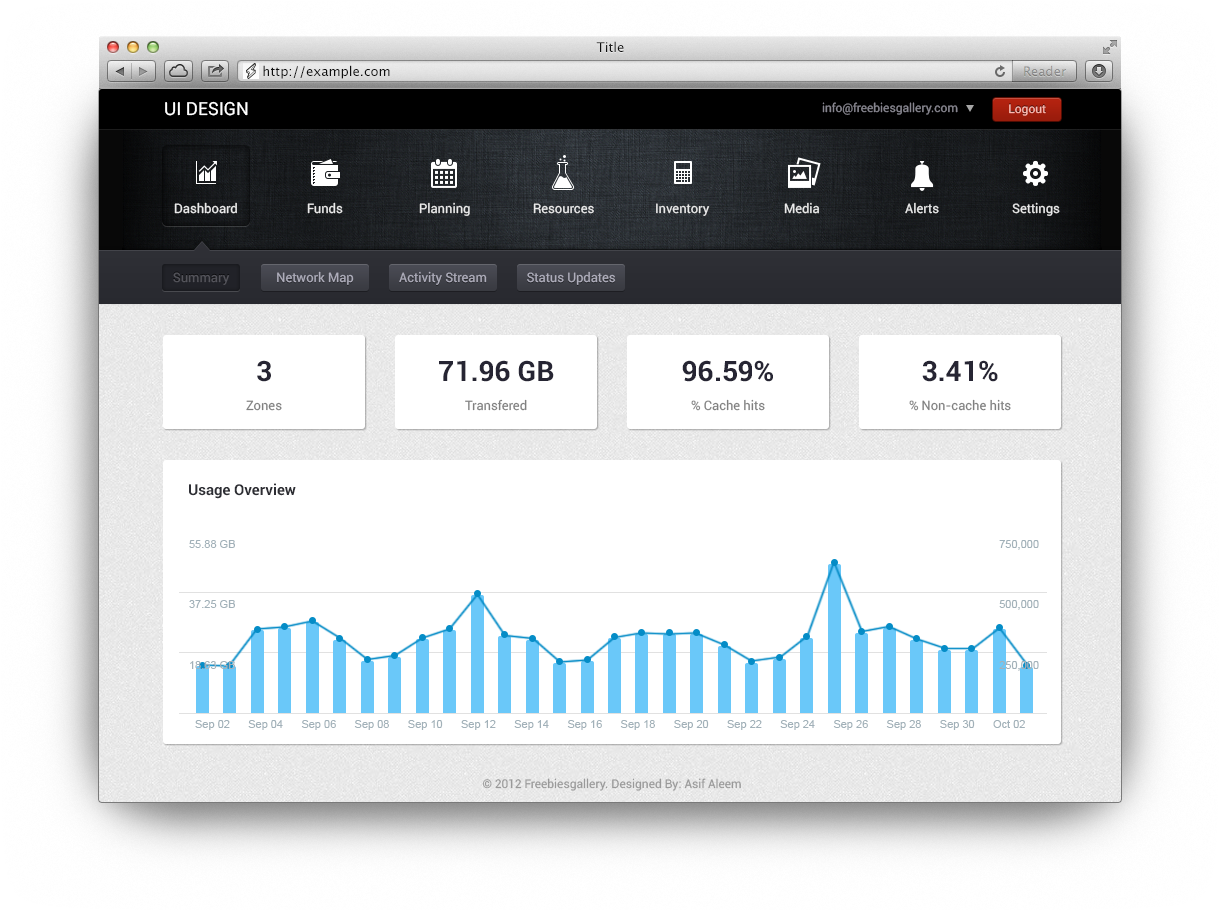 Title
http://example.com
Reader
UI DESIGN
info@freebiesgallery.com
Logout
Dashboard Funds Planning Resources Inventory Media Alerts Settings
Summary Network Map Activity Stream Status Updates
3 71.96 GB 96.59% 3.41%
Zones Transfered % Cache hits % Non-cache hits
Usage Overview
55.88 GB 750,000
37.25 GB 500,000
18.63 GB 250,000
Sep 02 Sep 04 Sep 06 Sep 08 Sep 10 Sep 12 Sep 14 Sep 16 Sep 18 Sep 20 Sep 22 Sep 24 Sep 26 Sep 28 Sep 30 Oct 02
© 2012 Freebiesgallery. Designed By: Asif Aleem